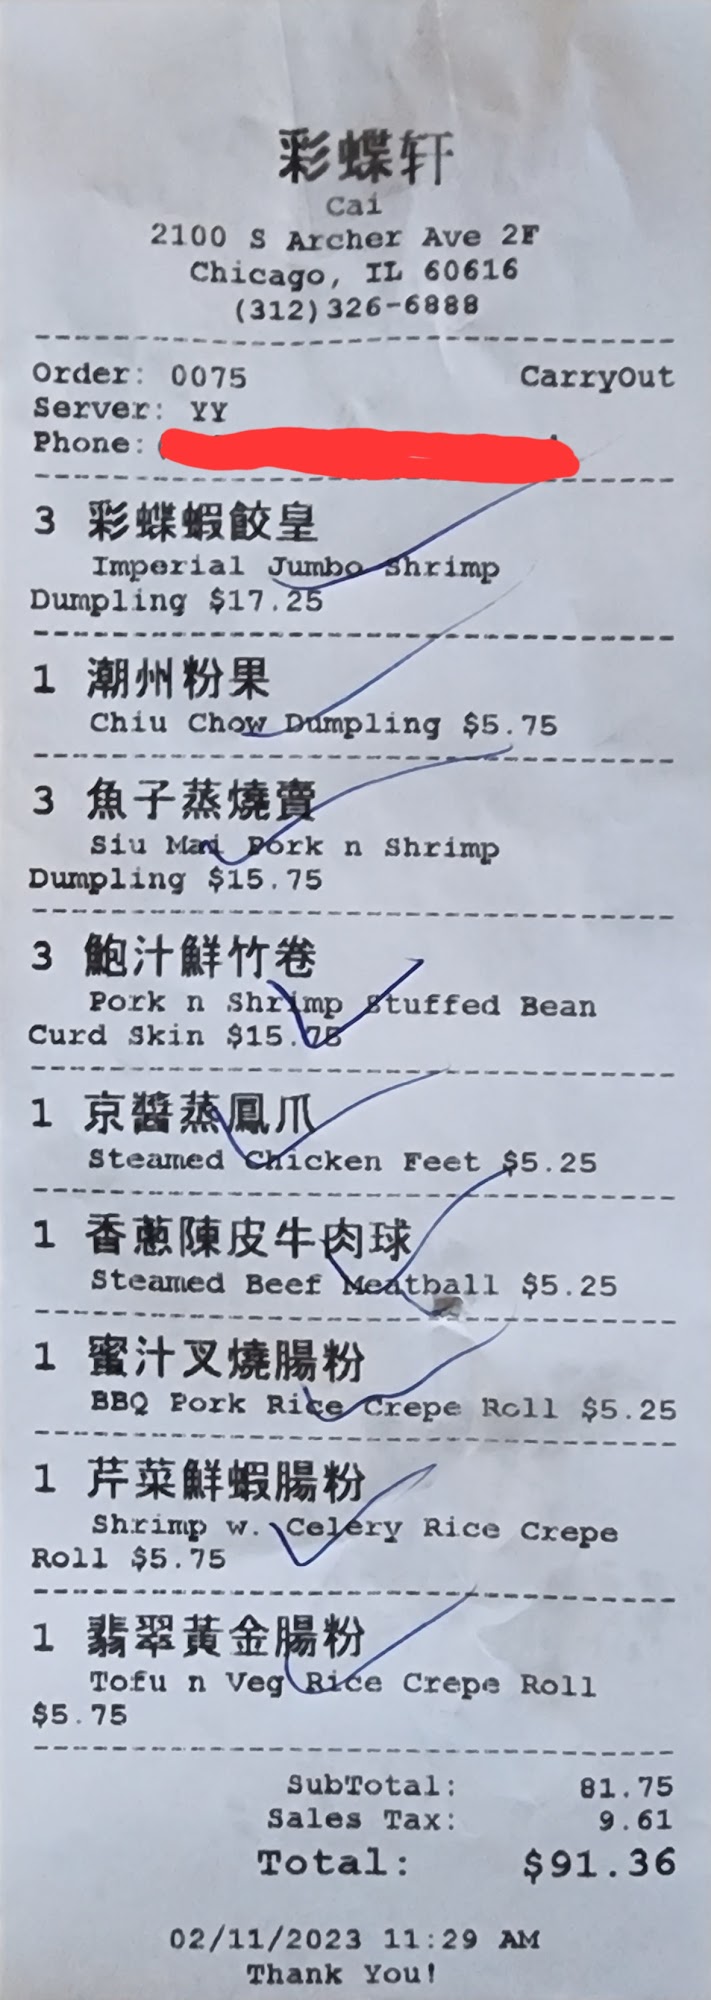 彩蝶轩
Cai
2100 S Archer Ave 2F
Chicago, IL 60616
(312)326-6888
Order: 0075 CarryOut
Server: YY
Phone:
3 彩蝶蝦餃皇
Imperial Jumbo Shrimp
Dumpling $17.25
1 潮州粉果
Chiu Chow Dumpling $5.75
3 魚子蒸燒賣
Siu Mai Pork n Shrimp
Dumpling $15.75
3 鮑汁鮮竹卷
Pork n Shrimp Stuffed Bean
Curd Skin $15.75
1 京醬蒸鳳爪
Steamed Chicken Feet $5.25
1 香蔥陳皮牛肉球
Steamed Beef Meatball $5.25
1 蜜汁叉燒腸粉
BBQ Pork Rice Crepe Roll $5.25
1 芹菜鮮蝦腸粉
Shrimp w. Celery Rice Crepe
Roll $5.75
1 翡翠黃金腸粉
Tofu n Veg Rice Crepe Roll
$5.75
SubTotal: 81.75
Sales Tax: 9.61
Total: $91.36
02/11/2023 11:29 AM
Thank You!